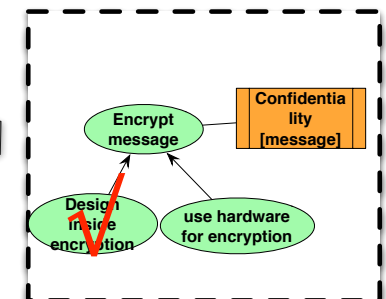 Confidentia
lity
[message]
Encrypt
message
Design
inside
encryption
use hardware
for encryption